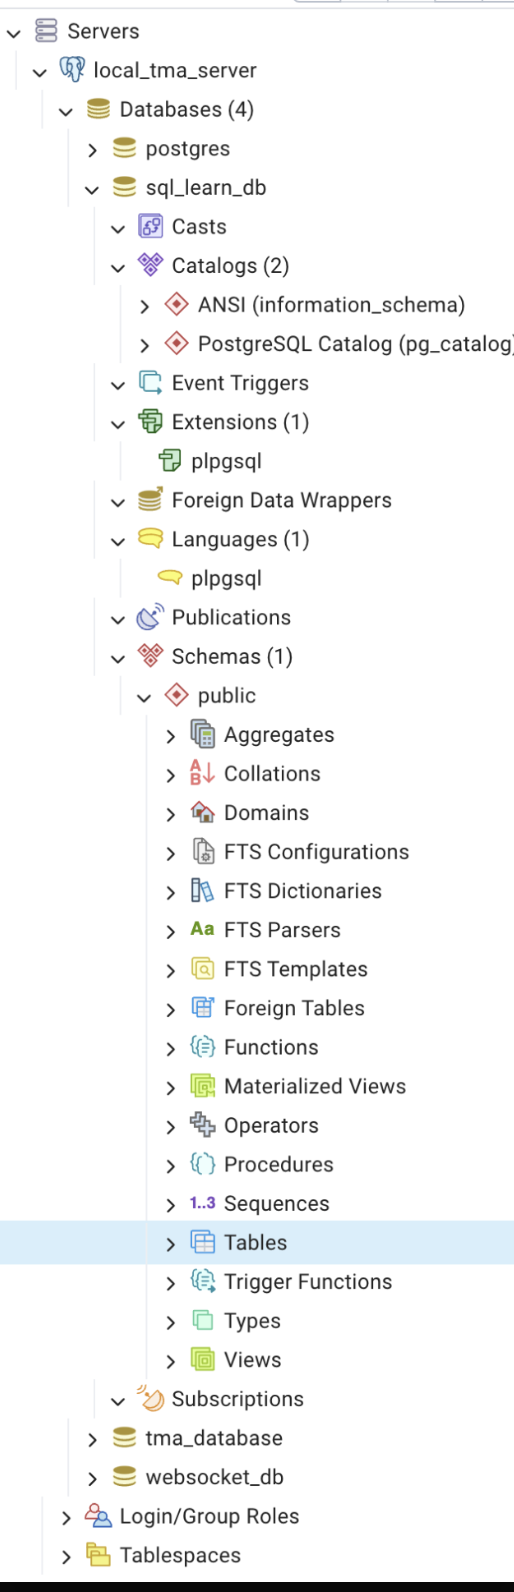 Servers
local_tma_server
Databases (4)
postgres
sql_learn_db
Casts
Catalogs (2)
ANSI (information_schema)
PostgreSQL Catalog (pg_catalog)
Event Triggers
Extensions (1)
plpgsql
Foreign Data Wrappers
Languages (1)
plpgsql
Publications
Schemas (1)
public
Aggregates
Collations
Domains
FTS Configurations
FTS Dictionaries
Aa FTS Parsers
FTS Templates
Foreign Tables
Functions
Materialized Views
Operators
Procedures
1..3 Sequences
Tables
Trigger Functions
Types
Views
Subscriptions
tma_database
websocket_db
Login/Group Roles
Tablespaces